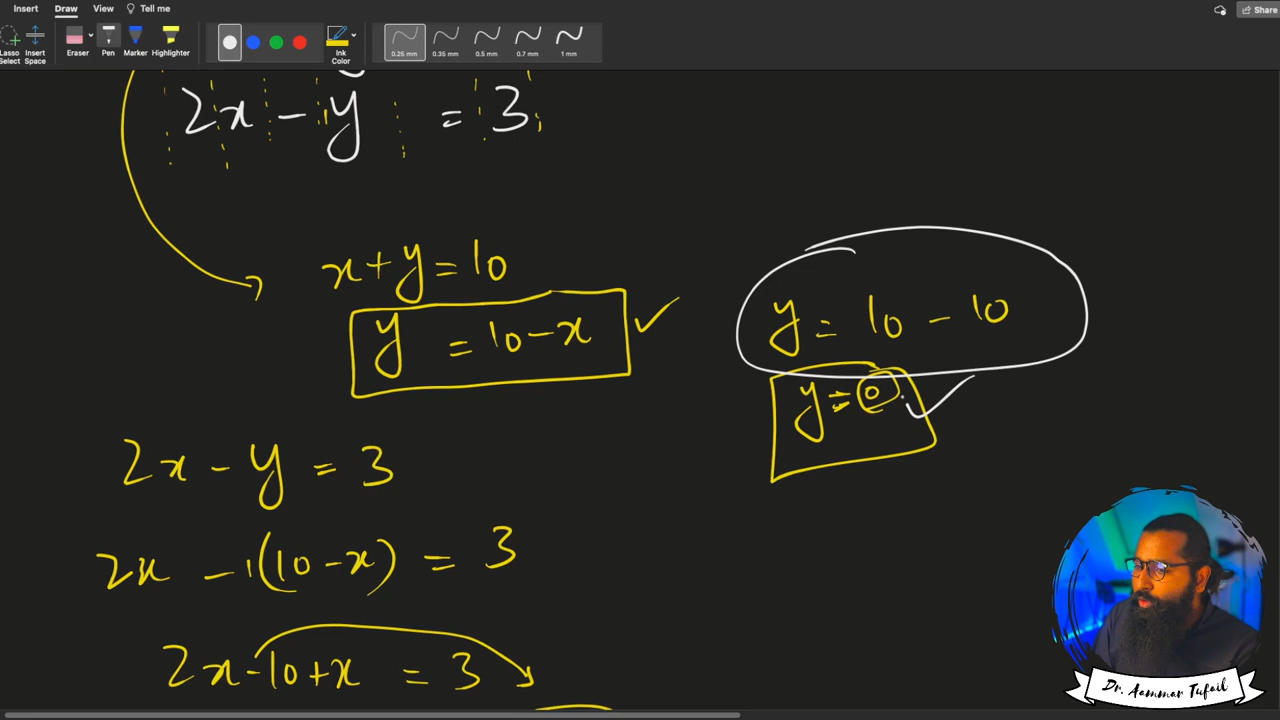 Insert Draw View Tell me
Share
Lasso Select
Insert Space
Eraser
Pen
Marker
Highlighter
Ink Color
0.25 mm 0.35 mm 0.5 mm 0.7 mm 1 mm
2x - y = 3
x + y = 10
y = 10 - x
y = 10 - 10
y = 0
2x - y = 3
2x - 1(10 - x) = 3
2x - 10 + x = 3
Dr. Aammar Tufail